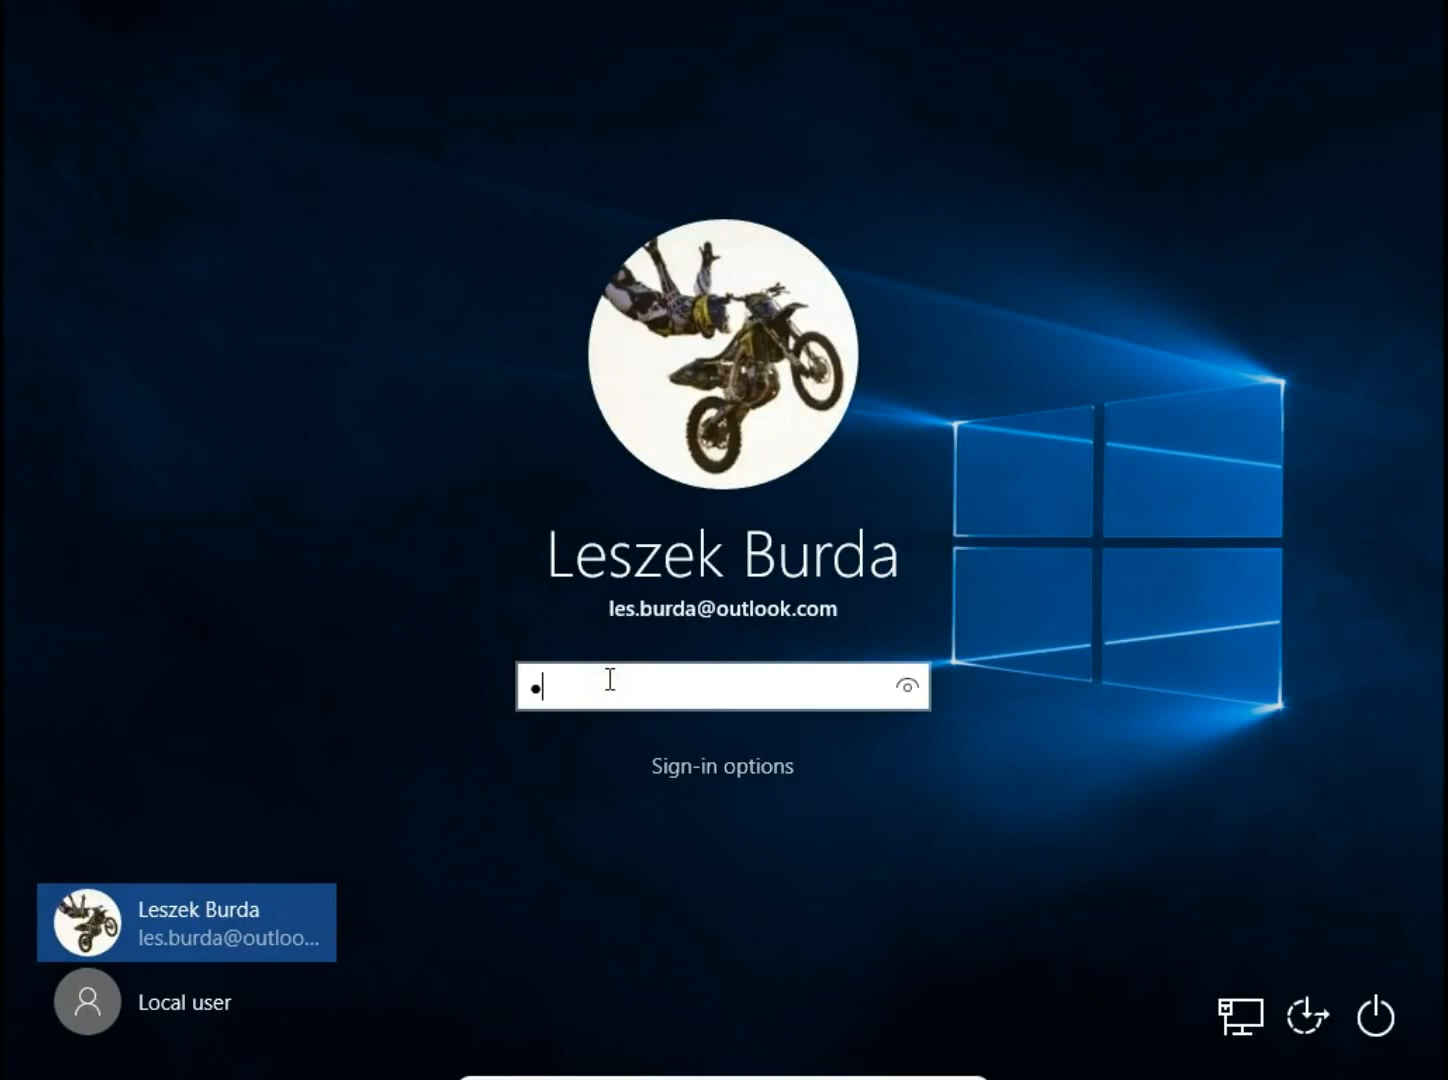 Leszek Burda
les.burda@outlook.com
Sign-in options
Leszek Burda
les.burda@outloo...
Local user